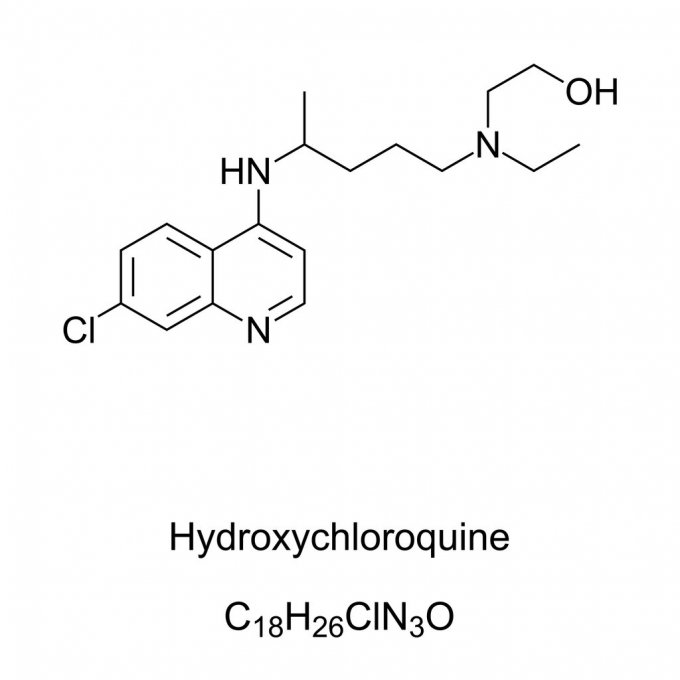 OH
N
HN
Cl
N
Hydroxychloroquine
C₁₈H₂₆ClN₃O